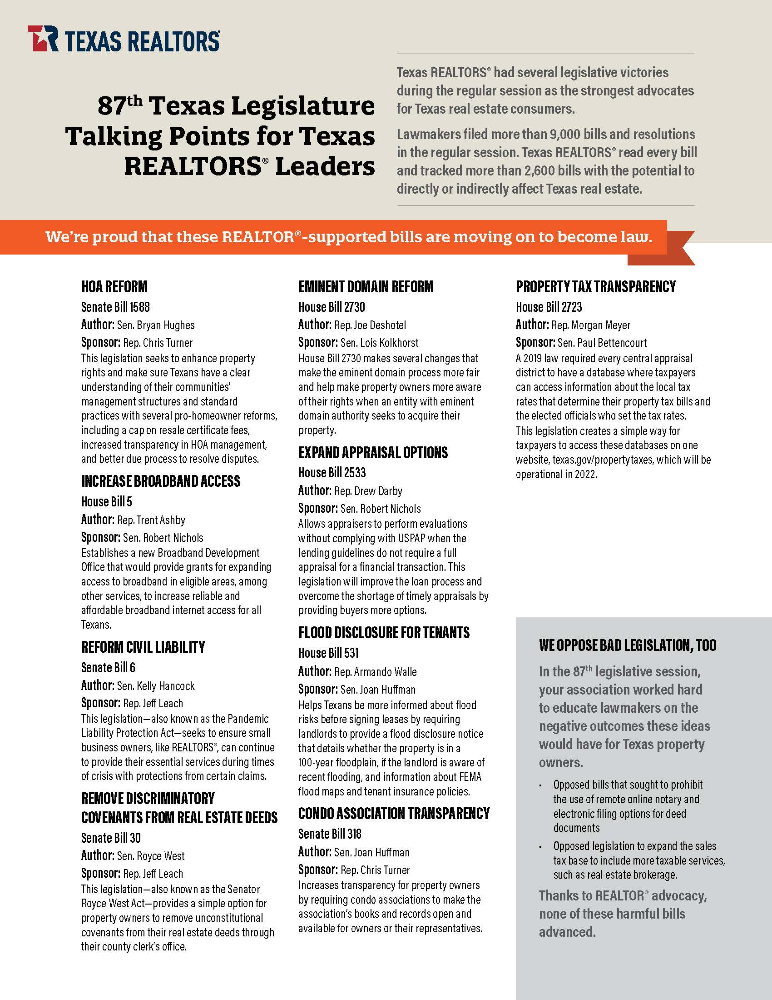 TEXAS REALTORS®
87th Texas Legislature
Talking Points for Texas
REALTORS® Leaders
Texas REALTORS® had several legislative victories
during the regular session as the strongest advocates
for Texas real estate consumers.
Lawmakers filed more than 9,000 bills and resolutions
in the regular session. Texas REALTORS® read every bill
and tracked more than 2,600 bills with the potential to
directly or indirectly affect Texas real estate.
We're proud that these REALTOR®-supported bills are moving on to become law.
HOA REFORM
Senate Bill 1588
Author: Sen. Bryan Hughes
Sponsor: Rep. Chris Turner
This legislation seeks to enhance property
rights and make sure Texans have a clear
understanding of their communities'
management structures and standard
practices with several pro-homeowner reforms,
including a cap on resale certificate fees,
increased transparency in HOA management,
and better due process to resolve disputes.
INCREASE BROADBAND ACCESS
House Bill 5
Author: Rep. Trent Ashby
Sponsor: Sen. Robert Nichols
Establishes a new Broadband Development
Office that would provide grants for expanding
access to broadband in eligible areas, among
other services, to increase reliable and
affordable broadband internet access for all
Texans.
REFORM CIVIL LIABILITY
Senate Bill 6
Author: Sen. Kelly Hancock
Sponsor: Rep. Jeff Leach
This legislation—also known as the Pandemic
Liability Protection Act—seeks to ensure small
business owners, like REALTORS®, can continue
to provide their essential services during times
of crisis with protections from certain claims.
REMOVE DISCRIMINATORY
COVENANTS FROM REAL ESTATE DEEDS
Senate Bill 30
Author: Sen. Royce West
Sponsor: Rep. Jeff Leach
This legislation—also known as the Senator
Royce West Act—provides a simple option for
property owners to remove unconstitutional
covenants from their real estate deeds through
their county clerk's office.
EMINENT DOMAIN REFORM
House Bill 2730
Author: Rep. Joe Deshotel
Sponsor: Sen. Lois Kolkhorst
House Bill 2730 makes several changes that
make the eminent domain process more fair
and help make property owners more aware
of their rights when an entity with eminent
domain authority seeks to acquire their
property.
EXPAND APPRAISAL OPTIONS
House Bill 2533
Author: Rep. Drew Darby
Sponsor: Sen. Robert Nichols
Allows appraisers to perform evaluations
without complying with USPAP when the
lending guidelines do not require a full
appraisal for a financial transaction. This
legislation will improve the loan process and
overcome the shortage of timely appraisals by
providing buyers more options.
FLOOD DISCLOSURE FOR TENANTS
House Bill 531
Author: Rep. Armando Walle
Sponsor: Sen. Joan Huffman
Helps Texans be more informed about flood
risks before signing leases by requiring
landlords to provide a flood disclosure notice
that details whether the property is in a
100-year floodplain, if the landlord is aware of
recent flooding, and information about FEMA
flood maps and tenant insurance policies.
CONDO ASSOCIATION TRANSPARENCY
Senate Bill 318
Author: Sen. Joan Huffman
Sponsor: Rep. Chris Turner
Increases transparency for property owners
by requiring condo associations to make the
association's books and records open and
available for owners or their representatives.
PROPERTY TAX TRANSPARENCY
House Bill 2723
Author: Rep. Morgan Meyer
Sponsor: Sen. Paul Bettencourt
A 2019 law required every central appraisal
district to have a database where taxpayers
can access information about the local tax
rates that determine their property tax bills and
the elected officials who set the tax rates.
This legislation creates a simple way for
taxpayers to access these databases on one
website, texas.gov/propertytaxes, which will be
operational in 2022.
WE OPPOSE BAD LEGISLATION, TOO
In the 87th legislative session,
your association worked hard
to educate lawmakers on the
negative outcomes these ideas
would have for Texas property
owners.
• Opposed bills that sought to prohibit
the use of remote online notary and
electronic filing options for deed
documents
• Opposed legislation to expand the sales
tax base to include more taxable services,
such as real estate brokerage.
Thanks to REALTOR® advocacy,
none of these harmful bills
advanced.